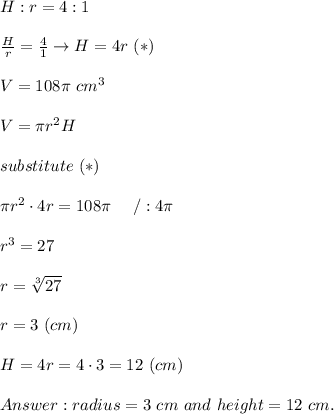 H : r = 4 : 1
H/r = 4/1 → H = 4r (*)
V = 108π cm³
V = πr²H
substitute (*)
πr² · 4r = 108π / : 4π
r³ = 27
r = ∛27
r = 3 (cm)
H = 4r = 4 · 3 = 12 (cm)
Answer : radius = 3 cm and height = 12 cm.